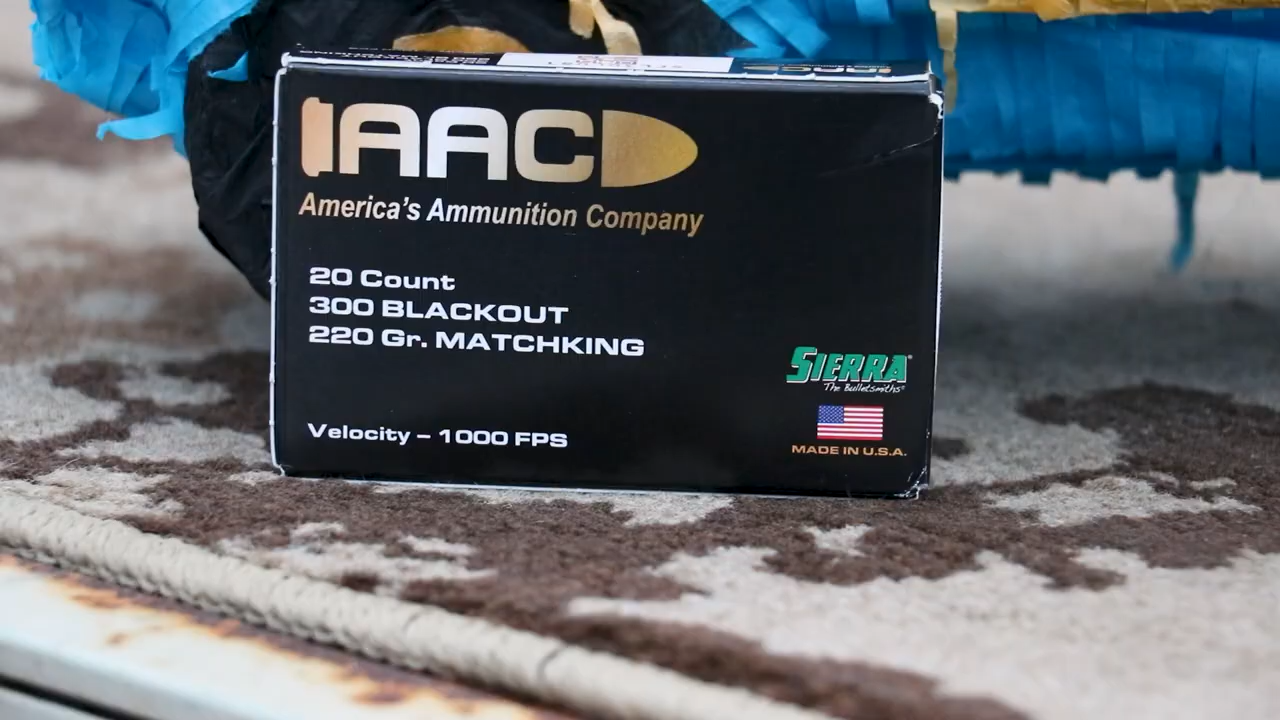 AAC
America's Ammunition Company
20 Count
300 BLACKOUT
220 Gr. MATCHKING
Velocity – 1000 FPS
SIERRA®
The Bulletsmiths®
MADE IN U.S.A.